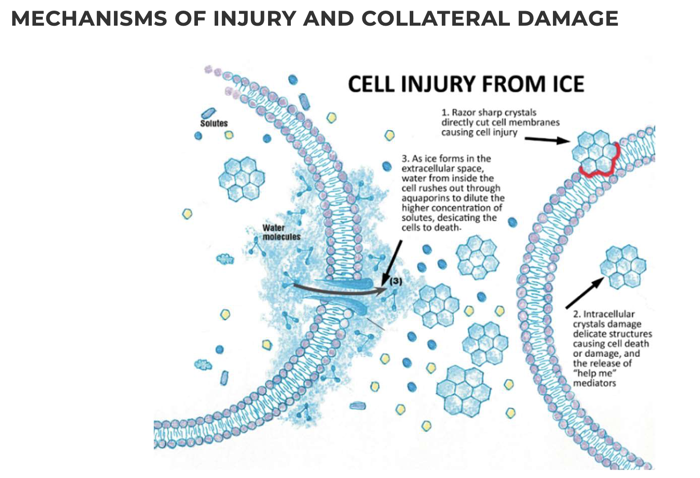 MECHANISMS OF INJURY AND COLLATERAL DAMAGE
CELL INJURY FROM ICE
1. Razor sharp crystals
directly cut cell membranes
causing cell injury
Solutes
3. As ice forms in the
extracellular space,
water from inside the
cell rushes out through
aquaporins to dilute the
higher concentration of
solutes, desicating the
cells to death.
Water
molecules
(3)
2. Intracellular
crystals damage
delicate structures
causing cell death
or damage, and
the release of
"help me"
mediators